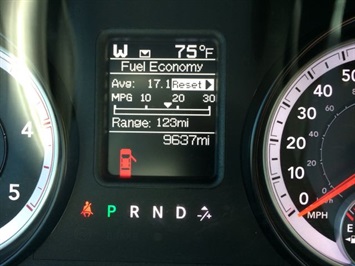 W 75°F
Fuel Economy
Avg: 17.1 Reset
MPG 10 20 30
Range: 123mi
9637mi
P R N D
4
5
50
40
30
20
10
0
MPH
E